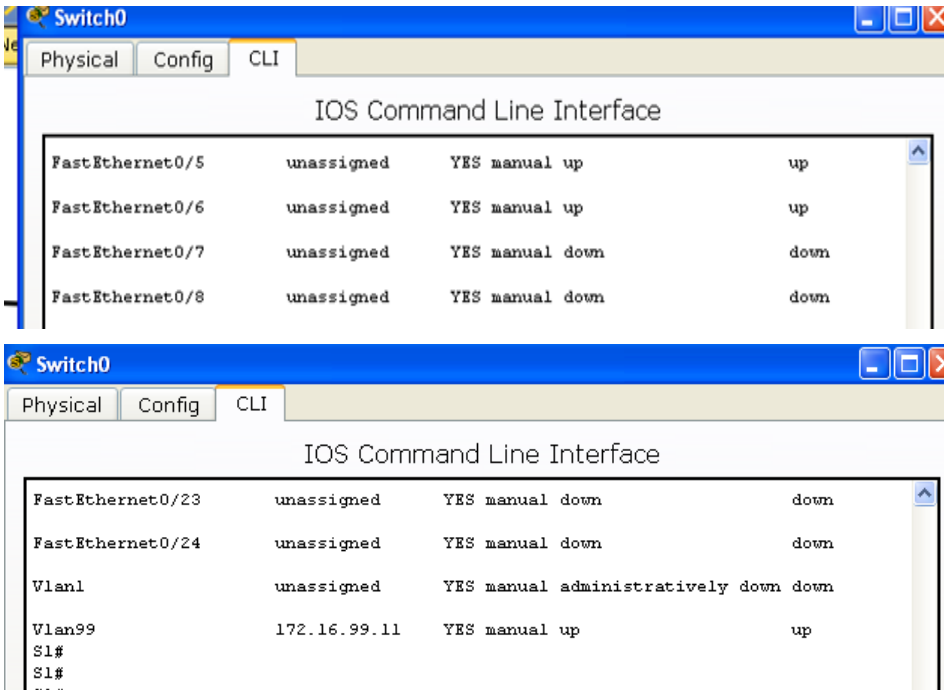 Ne
Switch0
Physical Config CLI
IOS Command Line Interface
FastEthernet0/5 unassigned YES manual up up
FastEthernet0/6 unassigned YES manual up up
FastEthernet0/7 unassigned YES manual down down
FastEthernet0/8 unassigned YES manual down down
Switch0
Physical Config CLI
IOS Command Line Interface
FastEthernet0/23 unassigned YES manual down down
FastEthernet0/24 unassigned YES manual down down
Vlan1 unassigned YES manual administratively down down
Vlan99 172.16.99.11 YES manual up up
S1#
S1#